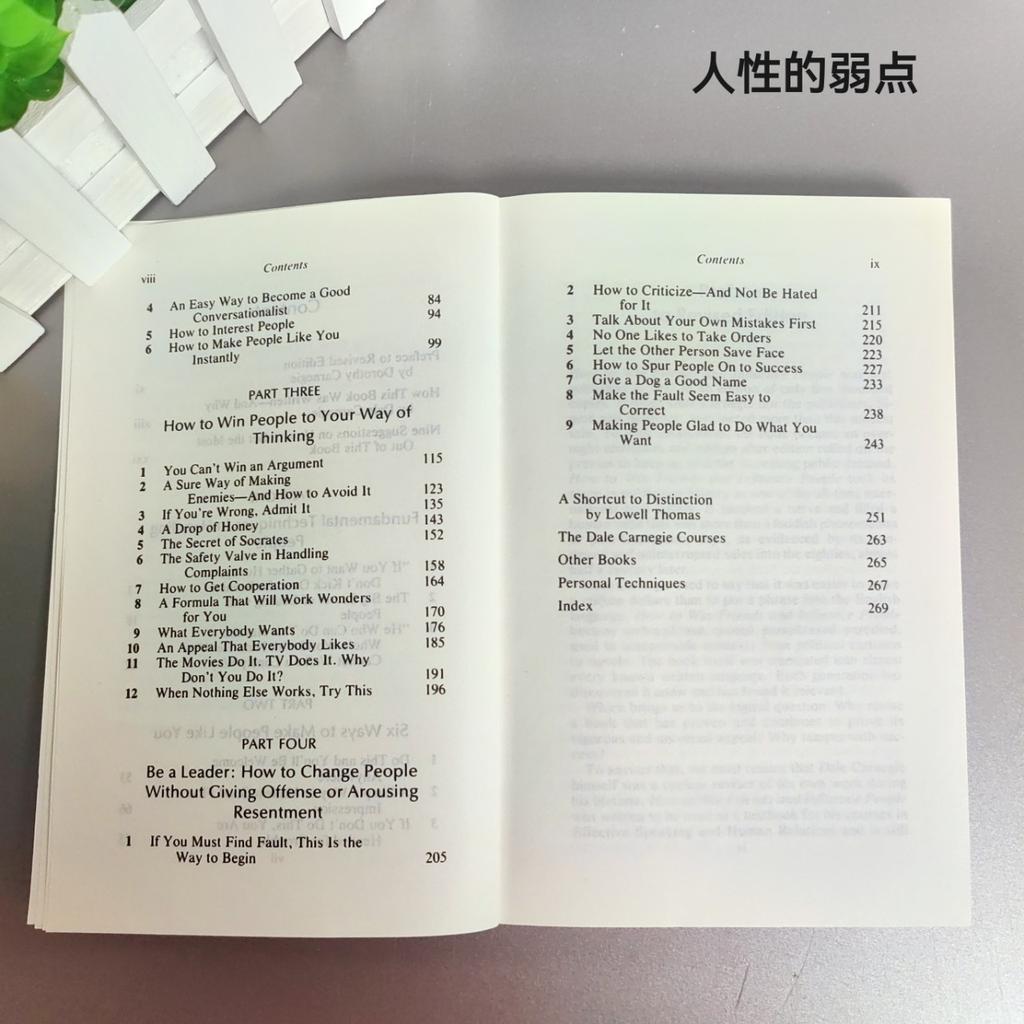 人性的弱点
viii
Contents
4 An Easy Way to Become a Good
Conversationalist 84
5 How to Interest People 94
6 How to Make People Like You
Instantly 99
PART THREE
How to Win People to Your Way of
Thinking
1 You Can't Win an Argument 115
2 A Sure Way of Making
Enemies—And How to Avoid It 123
3 If You're Wrong, Admit It 135
4 A Drop of Honey 143
5 The Secret of Socrates 152
6 The Safety Valve in Handling
Complaints 158
7 How to Get Cooperation 164
8 A Formula That Will Work Wonders
for You 170
9 What Everybody Wants 176
10 An Appeal That Everybody Likes 185
11 The Movies Do It. TV Does It. Why
Don't You Do It? 191
12 When Nothing Else Works, Try This 196
PART FOUR
Be a Leader: How to Change People
Without Giving Offense or Arousing
Resentment
1 If You Must Find Fault, This Is the
Way to Begin 205
Contents
ix
2 How to Criticize—And Not Be Hated
for It 211
3 Talk About Your Own Mistakes First 215
4 No One Likes to Take Orders 220
5 Let the Other Person Save Face 223
6 How to Spur People On to Success 227
7 Give a Dog a Good Name 233
8 Make the Fault Seem Easy to
Correct 238
9 Making People Glad to Do What You
Want 243
A Shortcut to Distinction
by Lowell Thomas 251
The Dale Carnegie Courses 263
Other Books 265
Personal Techniques 267
Index 269